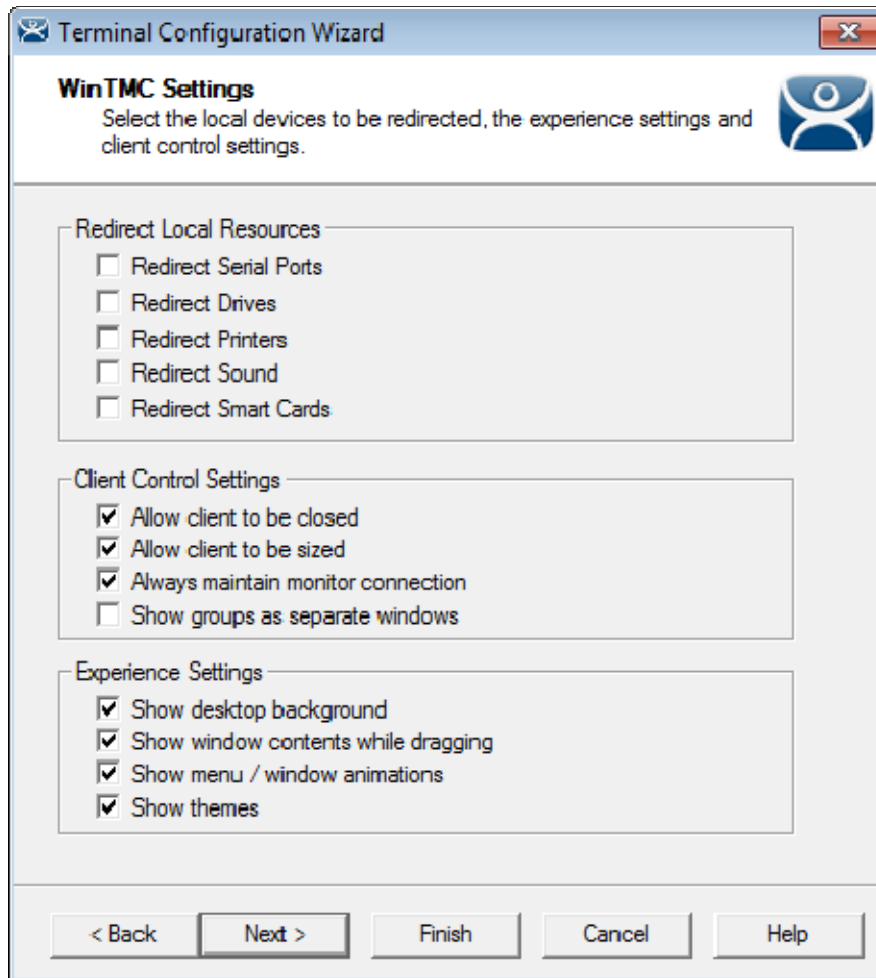 Terminal Configuration Wizard
WinTMC Settings
Select the local devices to be redirected, the experience settings and
client control settings.
Redirect Local Resources
Redirect Serial Ports
Redirect Drives
Redirect Printers
Redirect Sound
Redirect Smart Cards
Client Control Settings
Allow client to be closed
Allow client to be sized
Always maintain monitor connection
Show groups as separate windows
Experience Settings
Show desktop background
Show window contents while dragging
Show menu / window animations
Show themes
< Back Next > Finish Cancel Help